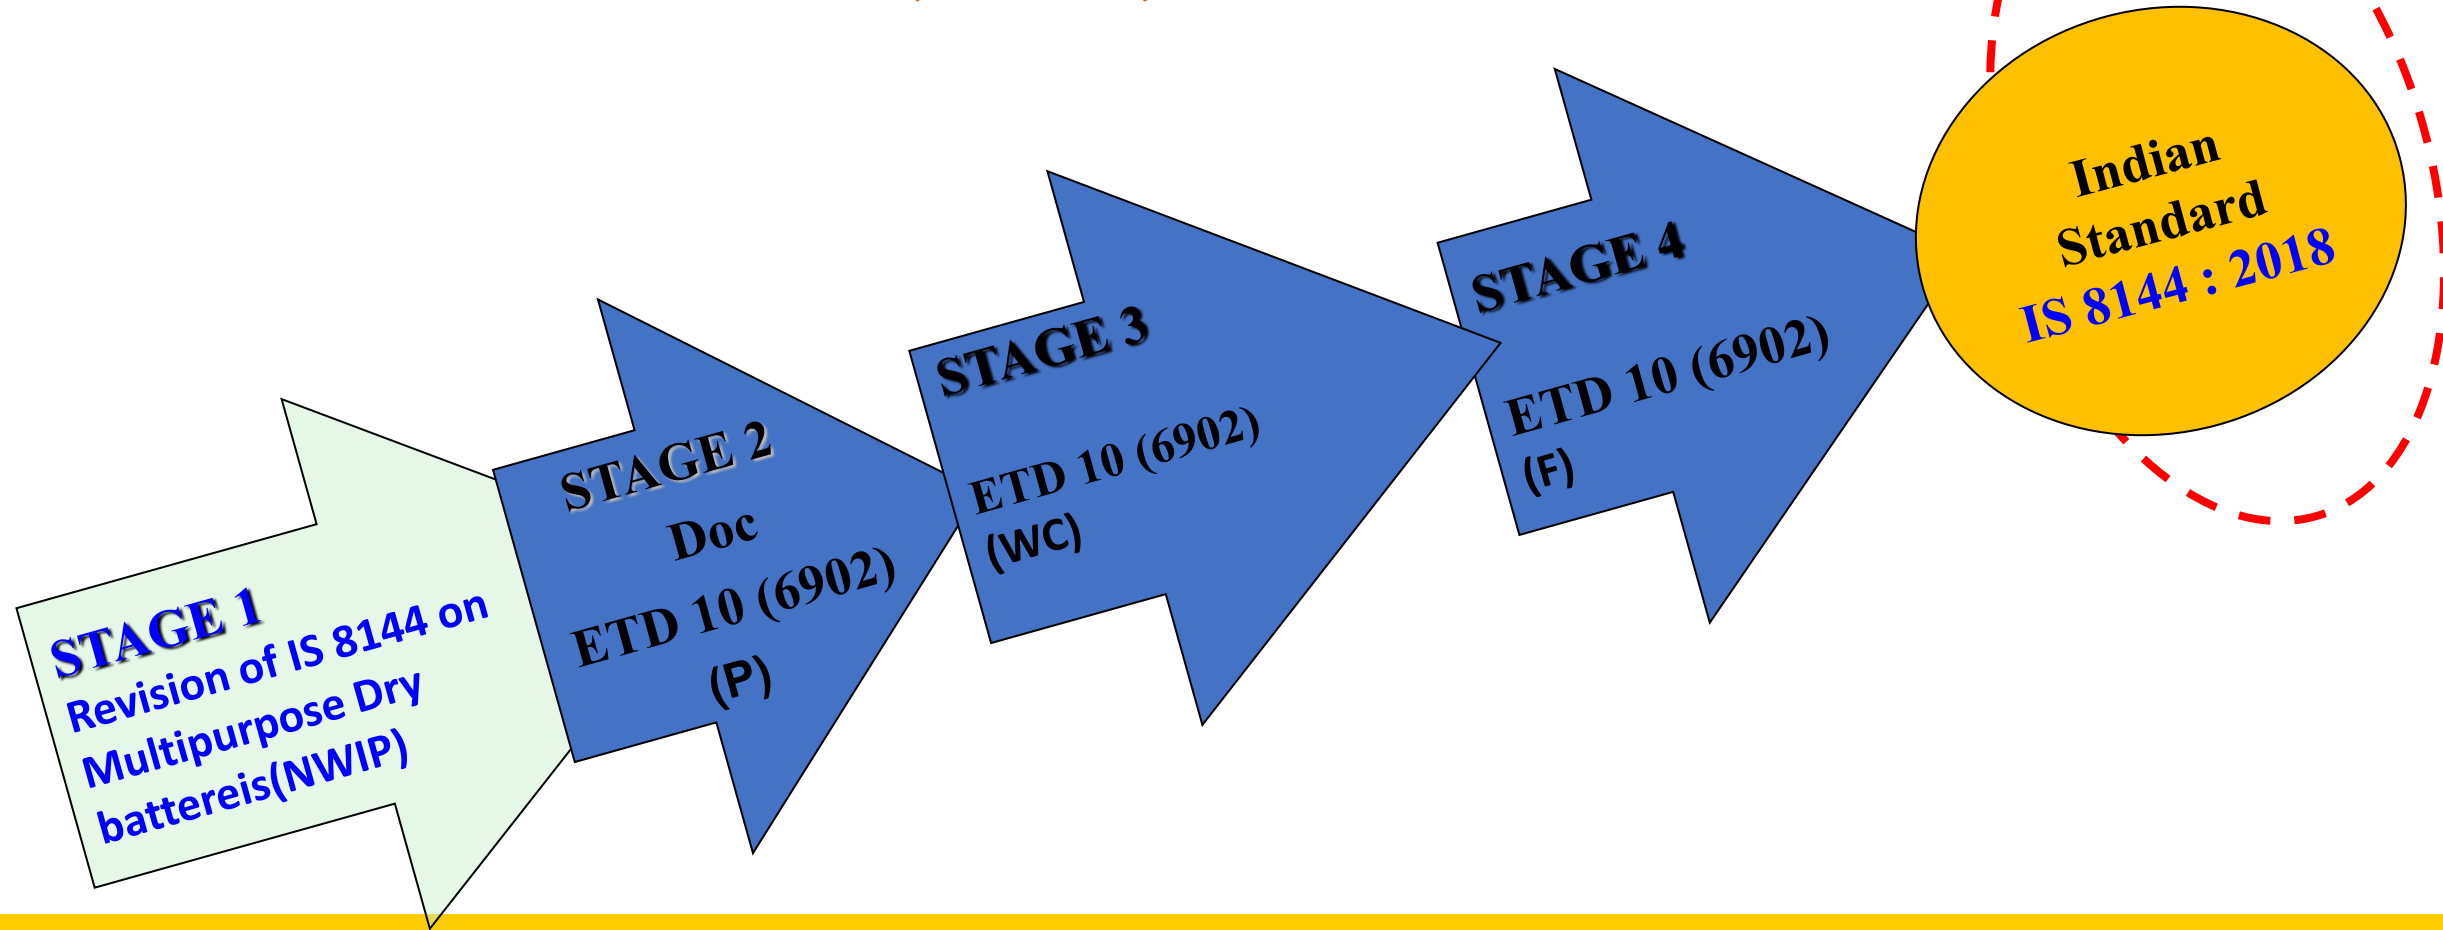 STAGE 1
Revision of IS 8144 on
Multipurpose Dry
battereis(NWIP)
STAGE 2
Doc
ETD 10 (6902)
(P)
STAGE 3
ETD 10 (6902)
(WC)
STAGE 4
ETD 10 (6902)
(F)
Indian
Standard
IS 8144 : 2018